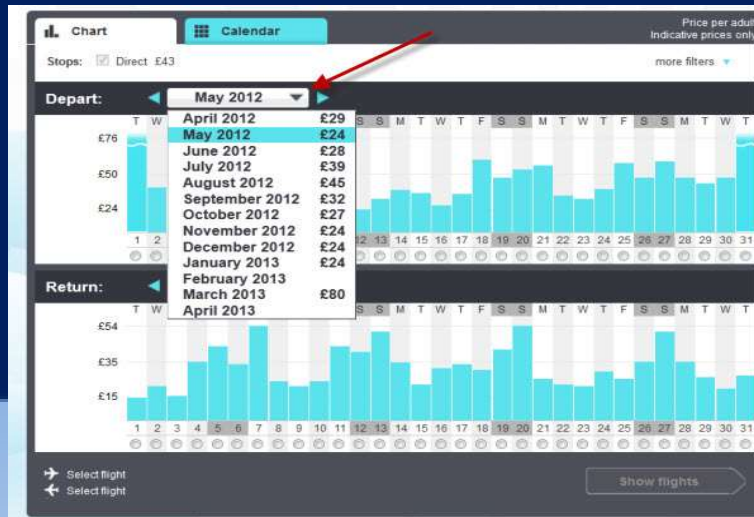 Chart
Calendar
Price per adult
Indicative prices only
Stops: Direct £43
more filters
Depart:
May 2012
April 2012 £29
May 2012 £24
June 2012 £28
July 2012 £39
August 2012 £45
September 2012 £32
October 2012 £27
November 2012 £24
December 2012 £24
January 2013 £24
February 2013
March 2013 £80
April 2013
T W S S M T W T F S S M T W T F S S M T W T
£76
£50
£24
1 2 12 13 14 15 16 17 18 19 20 21 22 23 24 25 26 27 28 29 30 31
Return:
T W S S M T W T F S S M T W T F S S M T W T
£54
£35
£15
1 2 3 4 5 6 7 8 9 10 11 12 13 14 15 16 17 18 19 20 21 22 23 24 25 26 27 28 29 30 31
Select flight
Select flight
Show flights